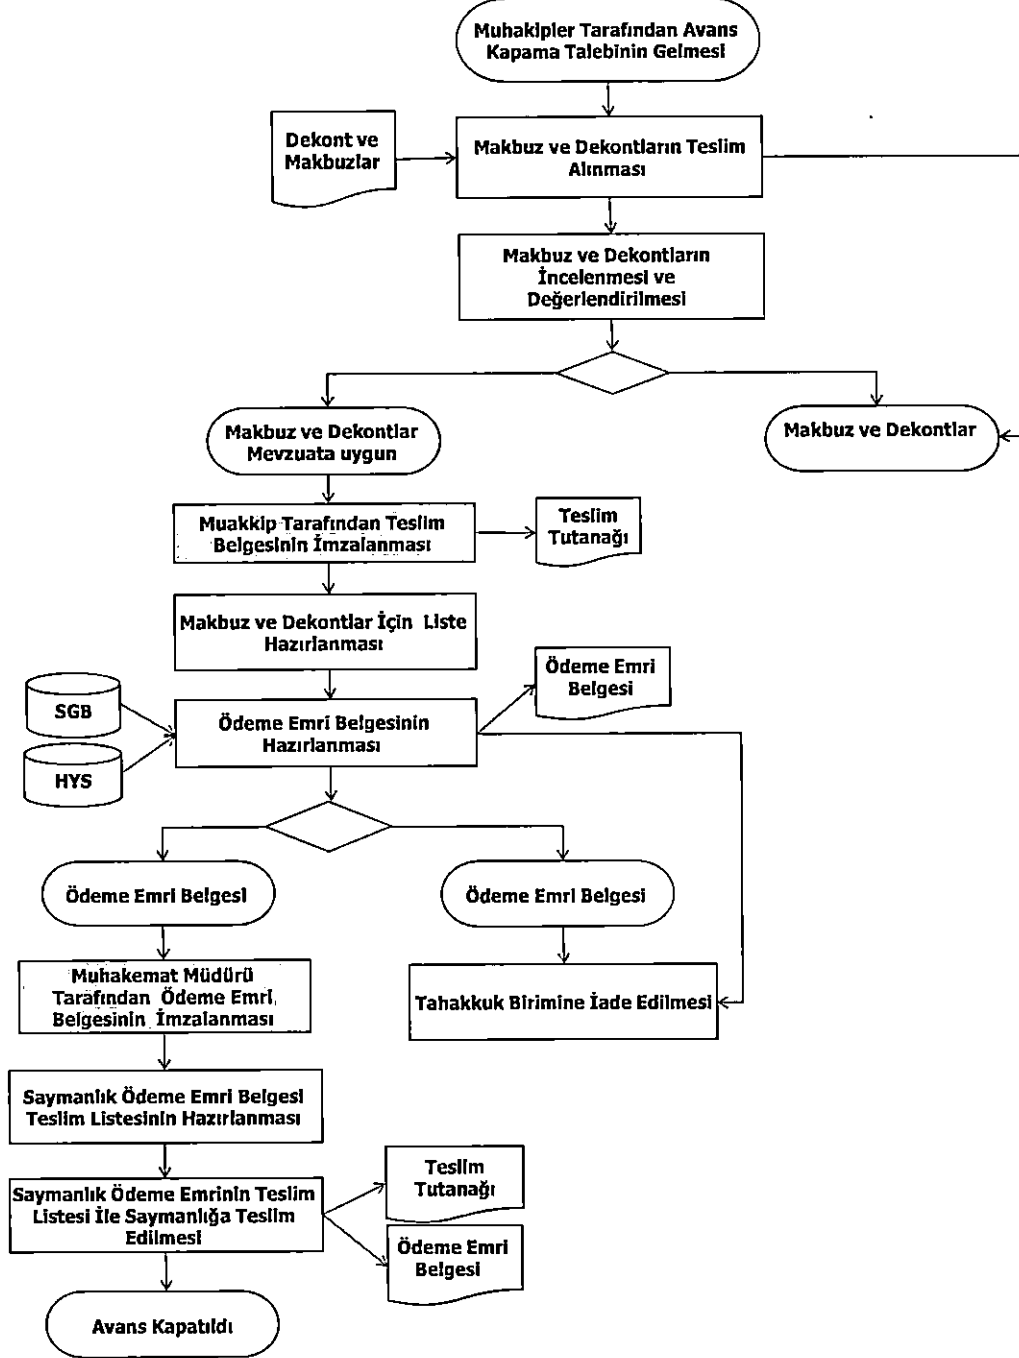 Muhakipler Tarafından Avans
Kapama Talebinin Gelmesi
Dekont ve
Makbuzlar
Makbuz ve Dekontların Teslim
Alınması
Makbuz ve Dekontların
İncelenmesi ve
Değerlendirilmesi
Makbuz ve Dekontlar
Mevzuata uygun
Makbuz ve Dekontlar
Muakkip Tarafından Teslim
Belgesinin İmzalanması
Teslim
Tutanağı
Makbuz ve Dekontlar İçin Liste
Hazırlanması
Ödeme Emri
Belgesi
SGB
HYS
Ödeme Emri Belgesinin
Hazırlanması
Ödeme Emri Belgesi
Ödeme Emri Belgesi
Muhakemat Müdürü
Tarafından Ödeme Emri
Belgesinin İmzalanması
Tahakkuk Birimine İade Edilmesi
Saymanlık Ödeme Emri Belgesi
Teslim Listesinin Hazırlanması
Saymanlık Ödeme Emrinin Teslim
Listesi İle Saymanlığa Teslim
Edilmesi
Teslim
Tutanağı
Ödeme Emri
Belgesi
Avans Kapatıldı